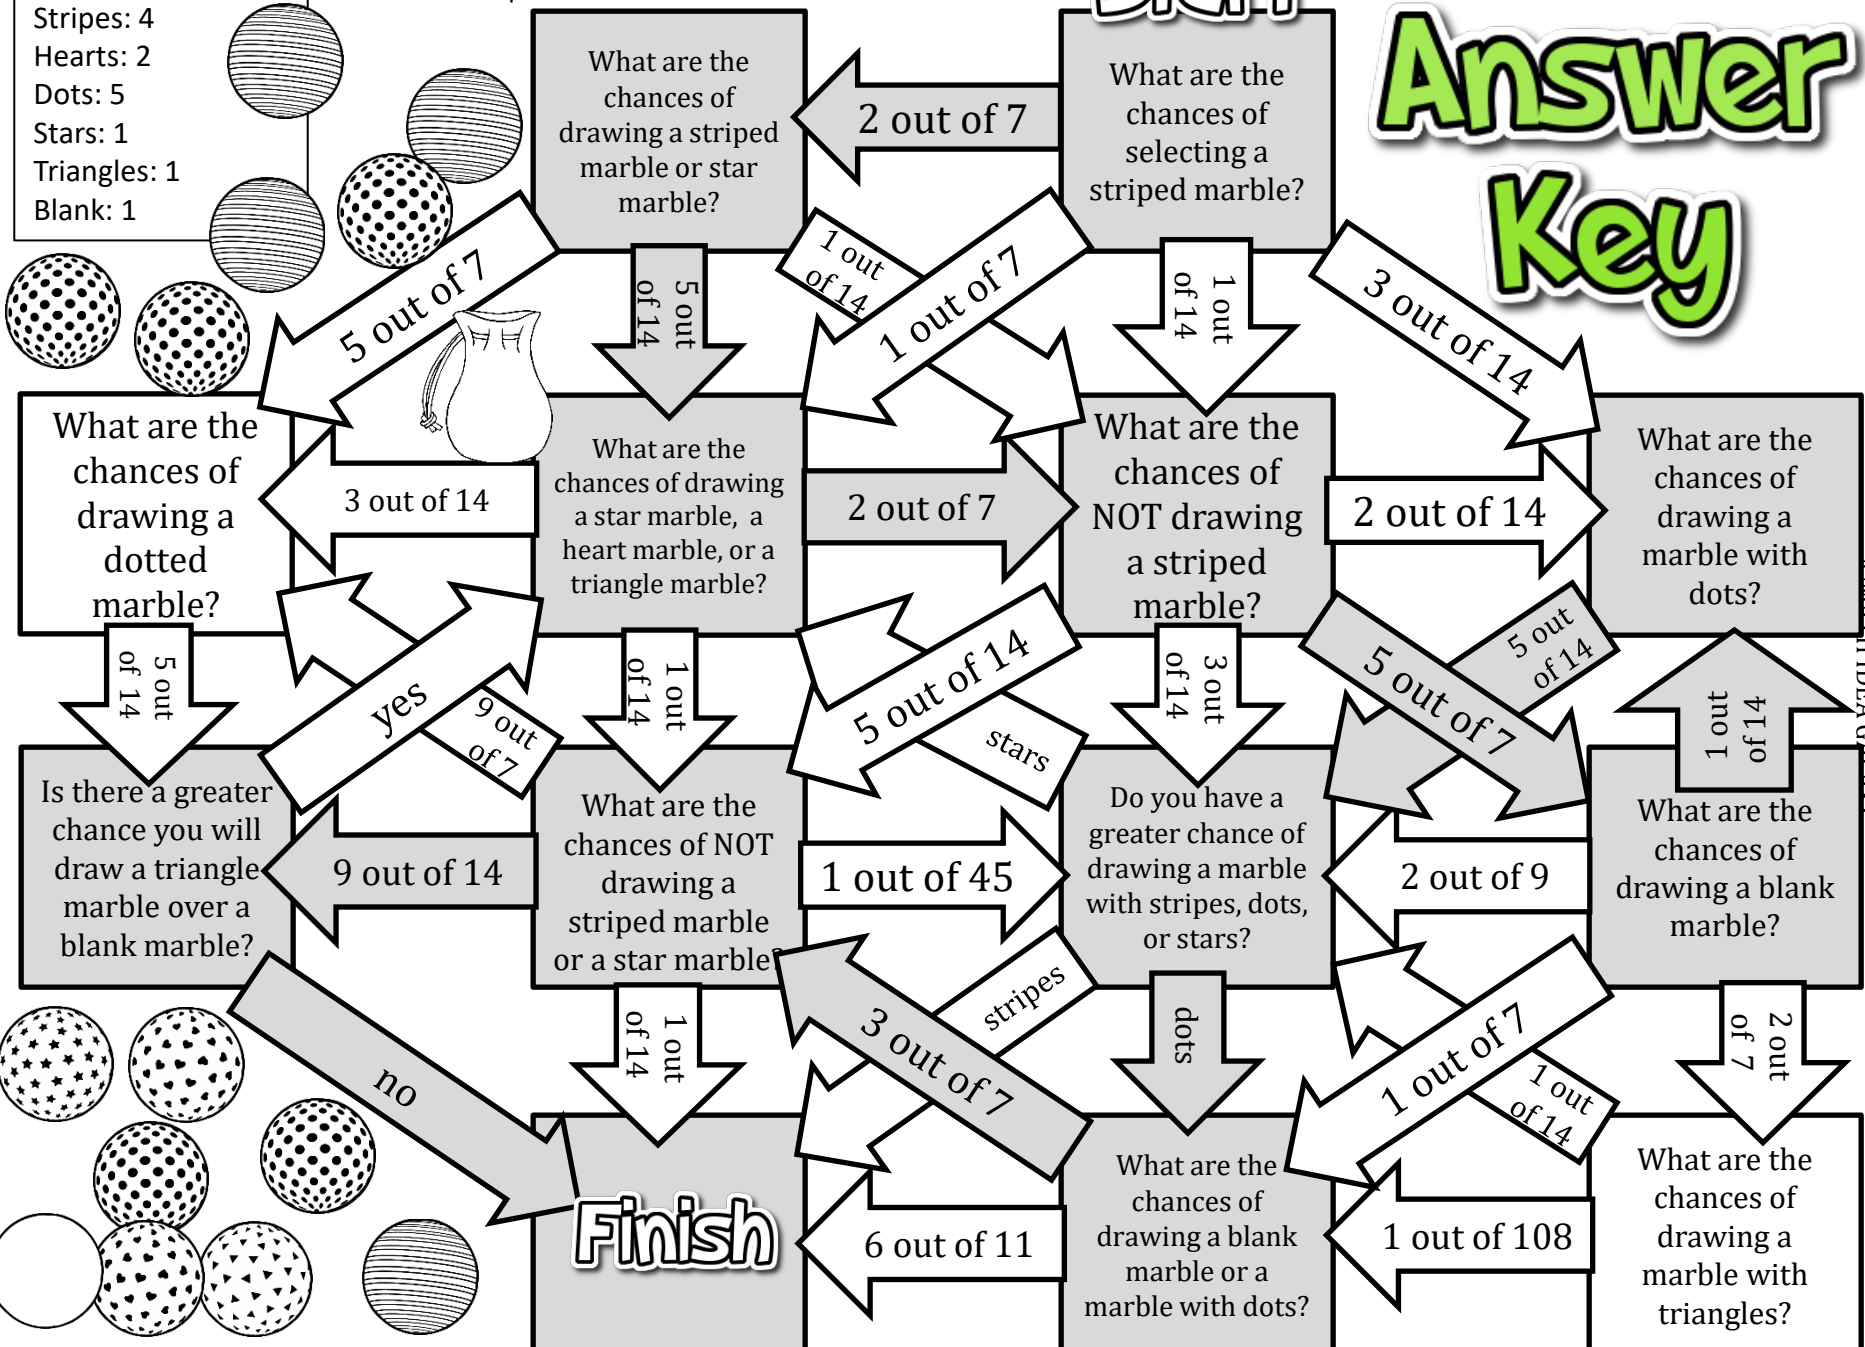 Stripes: 4
Hearts: 2
Dots: 5
Stars: 1
Triangles: 1
Blank: 1
What are the
chances of
drawing a striped
marble or star
marble?
2 out of 7
What are the
chances of
selecting a
striped marble?
Answer
Key
5 out of 7
5 out
of 14
1 out
of 14
1 out of 7
1 out
of 14
3 out of 14
What are the
chances of
drawing a
dotted
marble?
3 out of 14
What are the
chances of drawing
a star marble, a
heart marble, or a
triangle marble?
2 out of 7
What are the
chances of
NOT drawing
a striped
marble?
2 out of 14
What are the
chances of
drawing a
marble with
dots?
5 out
of 14
yes
9 out
of 7
1 out
of 14
5 out of 14
stars
3 out
of 14
5 out of 7
5 out
of 14
1 out
of 14
Is there a greater
chance you will
draw a triangle
marble over a
blank marble?
9 out of 14
What are the
chances of NOT
drawing a
striped marble
or a star marble?
1 out of 45
Do you have a
greater chance of
drawing a marble
with stripes, dots,
or stars?
2 out of 9
What are the
chances of
drawing a blank
marble?
no
1 out
of 14
3 out of 7
stripes
dots
1 out of 7
1 out
of 14
2 out
of 7
Finish
6 out of 11
What are the
chances of
drawing a blank
marble or a
marble with dots?
1 out of 108
What are the
chances of
drawing a
marble with
triangles?